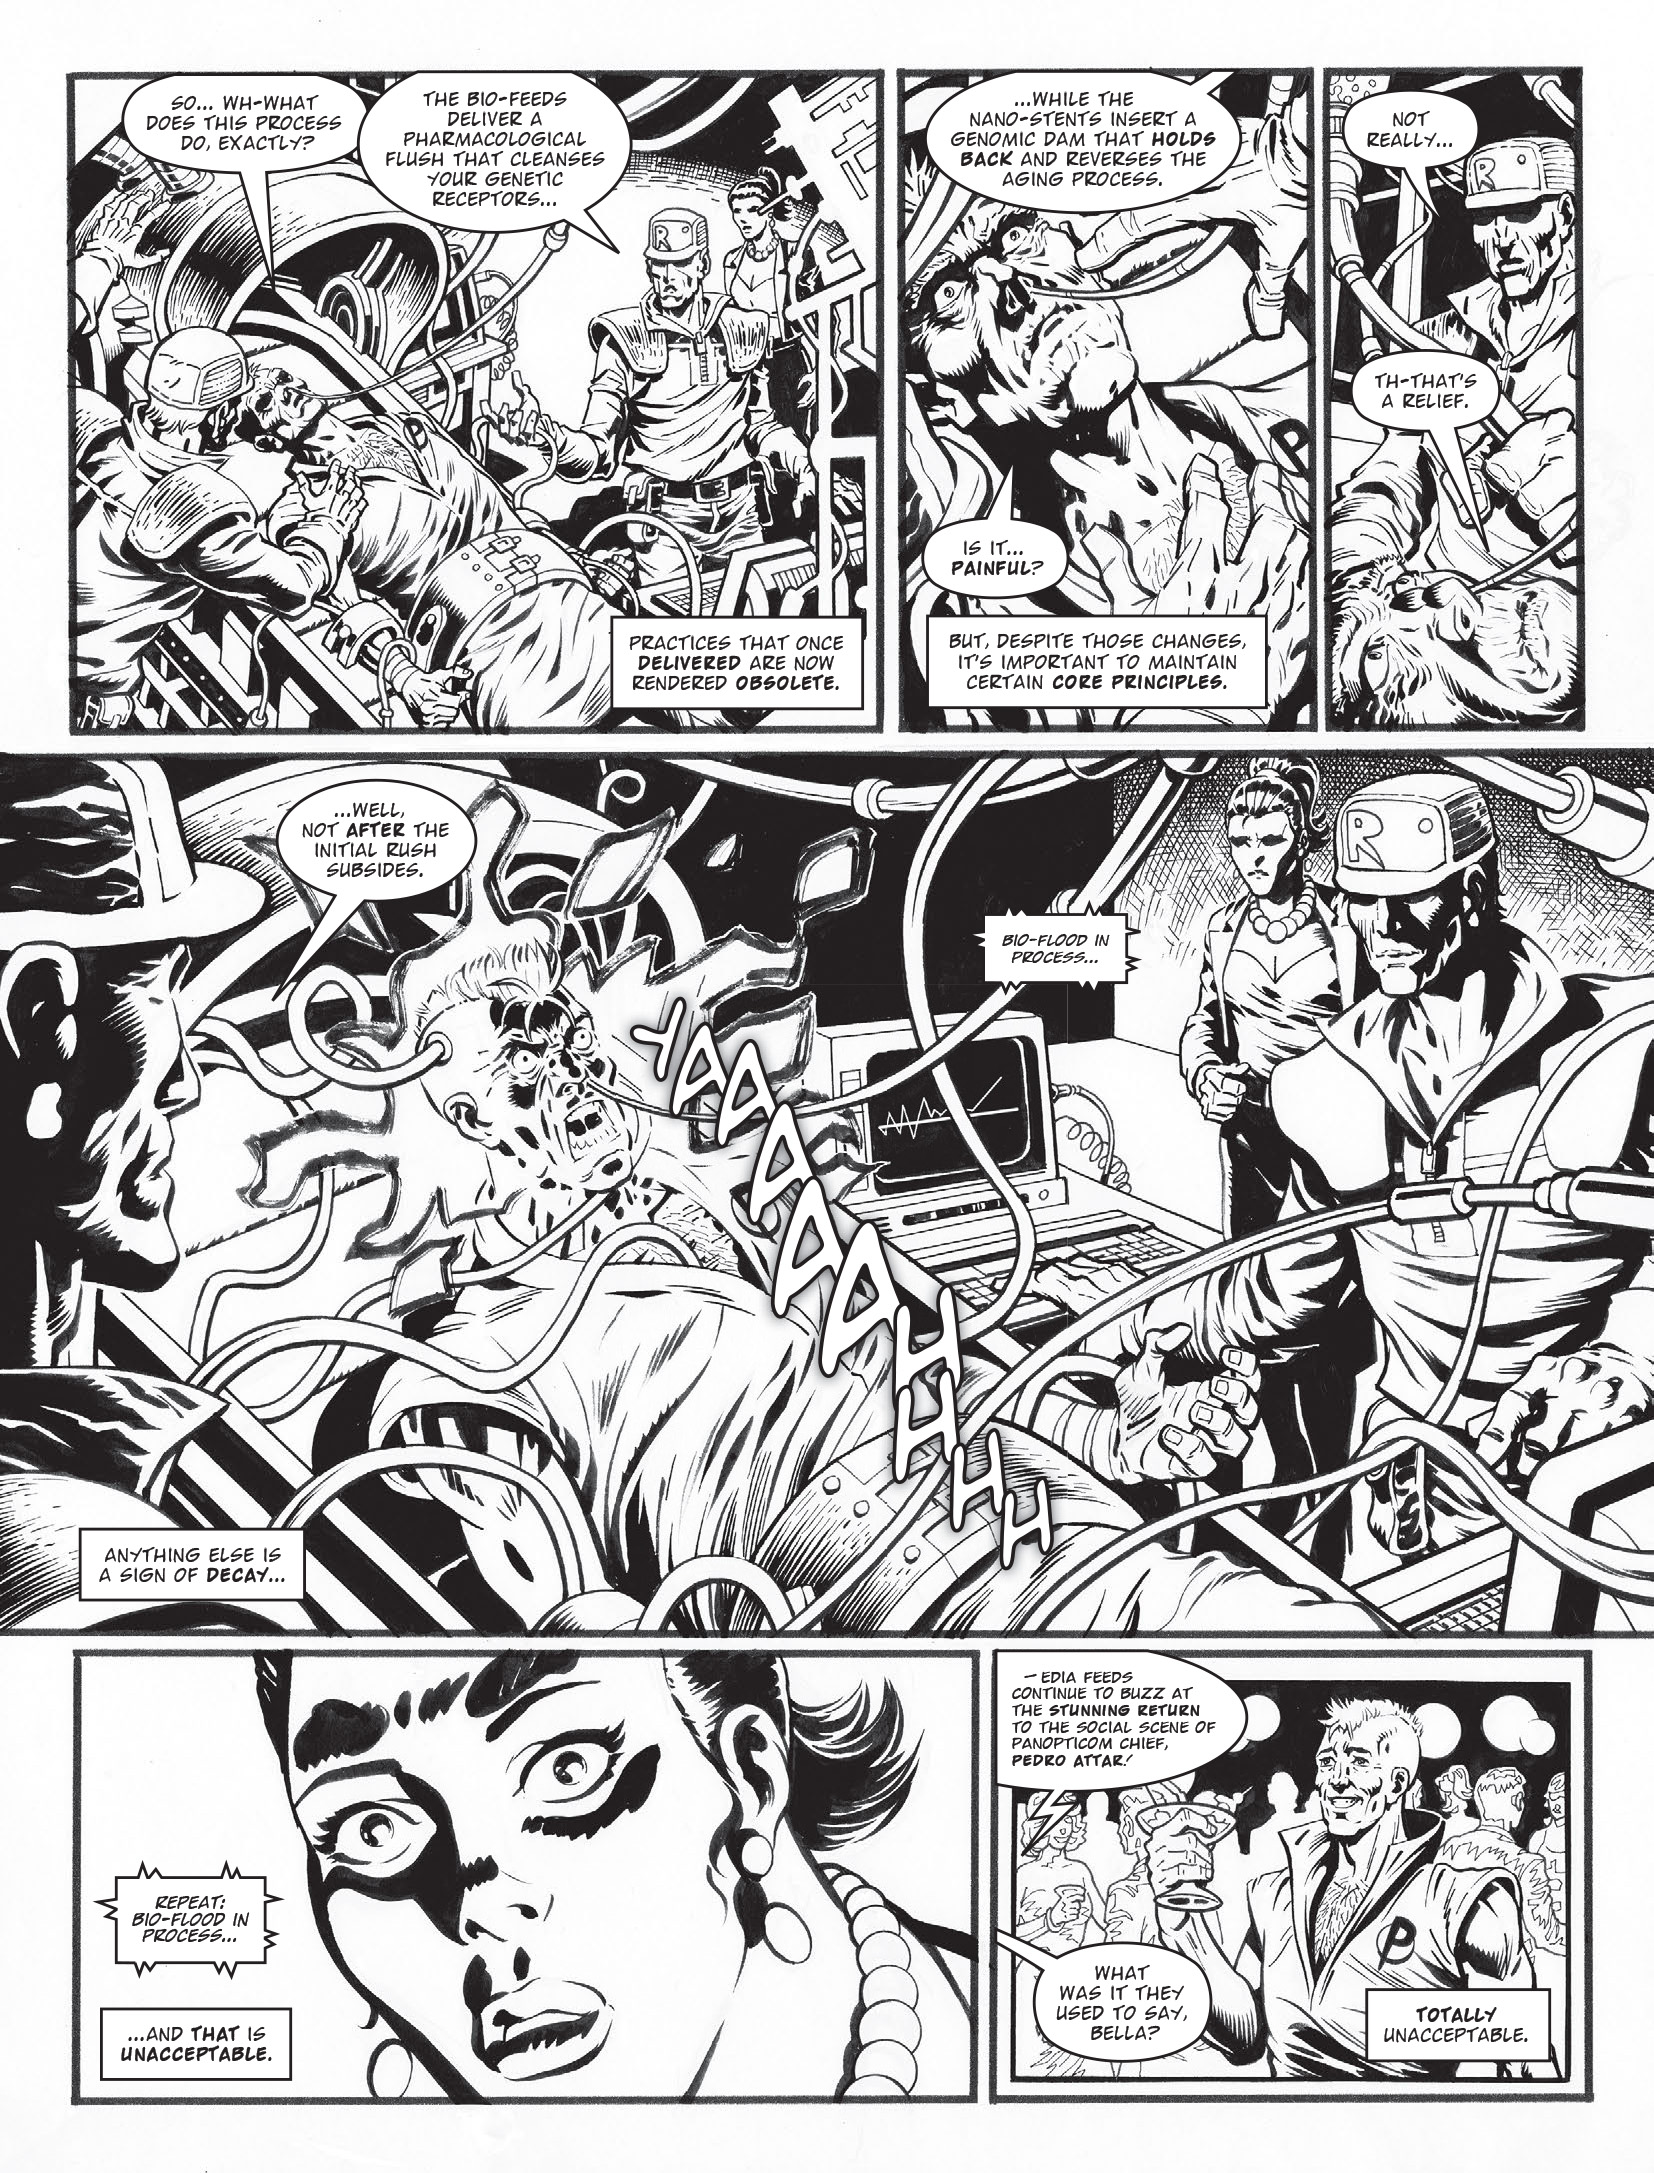 SO... WH-WHAT
DOES THIS PROCESS
DO, EXACTLY?
THE BIO-FEEDS
DELIVER A
PHARMACOLOGICAL
FLUSH THAT CLEANSES
YOUR GENETIC
RECEPTORS...
R
P
PRACTICES THAT ONCE
DELIVERED ARE NOW
RENDERED OBSOLETE.
...WHILE THE
NANO-STENTS INSERT A
GENOMIC DAM THAT HOLDS
BACK AND REVERSES THE
AGING PROCESS.
P
IS IT...
PAINFUL?
BUT, DESPITE THOSE CHANGES,
IT'S IMPORTANT TO MAINTAIN
CERTAIN CORE PRINCIPLES.
NOT
REALLY...
R
TH-THAT'S
A RELIEF.
...WELL,
NOT AFTER THE
INITIAL RUSH
SUBSIDES.
R
BIO-FLOOD IN
PROCESS...
YAAAAAAAHHHHH
ANYTHING ELSE IS
A SIGN OF DECAY...
REPEAT:
BIO-FLOOD IN
PROCESS...
...AND THAT IS
UNACCEPTABLE.
– EDIA FEEDS
CONTINUE TO BUZZ AT
THE STUNNING RETURN
TO THE SOCIAL SCENE OF
PANOPTICOM CHIEF,
PEDRO ATTAR!
P
WHAT
WAS IT THEY
USED TO SAY,
BELLA?
TOTALLY
UNACCEPTABLE.